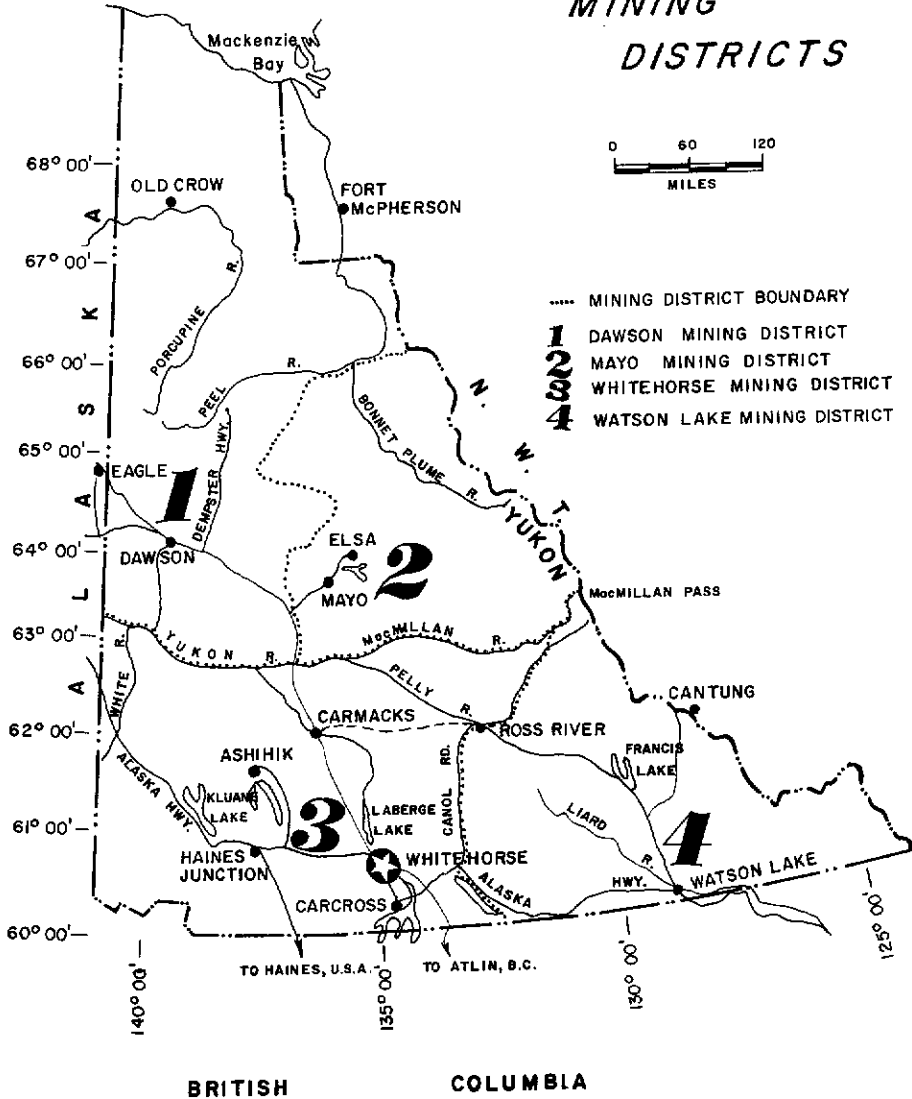 MINING
DISTRICTS
Mackenzie
Bay
0 60 120
MILES
68° 00'
OLD CROW
FORT
McPHERSON
67° 00'
PORCUPINE R.
66° 00'
PEEL R.
BONNET PLUME R.
65° 00'
DEMPSTER HWY.
EAGLE
1
64° 00'
DAWSON
ELSA
MAYO
2
ALASKA
N. W. T.
YUKON
MacMILLAN PASS
..... MINING DISTRICT BOUNDARY
1 DAWSON MINING DISTRICT
2 MAYO MINING DISTRICT
3 WHITEHORSE MINING DISTRICT
4 WATSON LAKE MINING DISTRICT
63° 00'
YUKON R.
MacMILLAN R.
WHITE R.
PELLY R.
CANTUNG
62° 00'
CARMACKS
ROSS RIVER
ASHIHIK
FRANCIS
LAKE
ALASKA HWY.
KLUANE
LAKE
3
LABERGE
LAKE
CANOL RD.
LIARD R.
4
61° 00'
HAINES
JUNCTION
WHITEHORSE
ALASKA HWY.
WATSON LAKE
CARCROSS
60° 00'
TO HAINES, U.S.A.
TO ATLIN, B.C.
140° 00'
135° 00'
130° 00'
125° 00'
BRITISH COLUMBIA